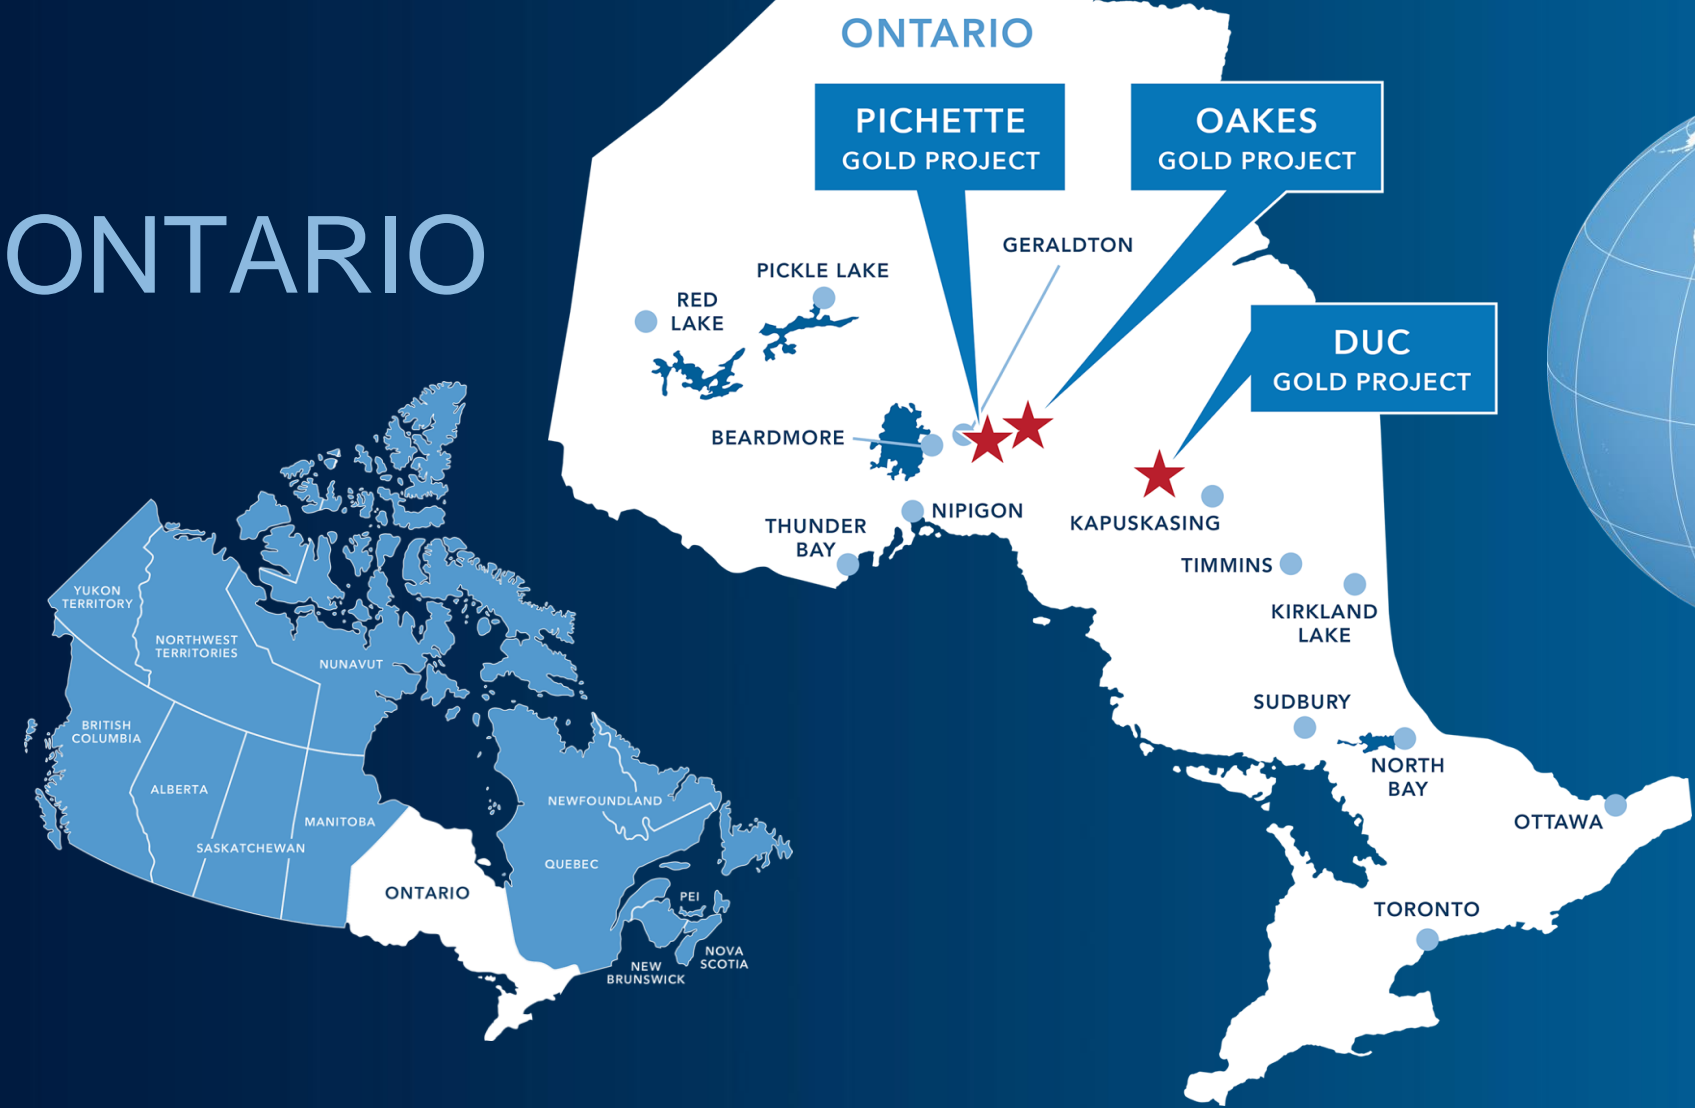 ONTARIO
ONTARIO
PICHETTE
GOLD PROJECT
OAKES
GOLD PROJECT
GERALDTON
PICKLE LAKE
RED
LAKE
DUC
GOLD PROJECT
BEARDMORE
NIPIGON
THUNDER
BAY
KAPUSKASING
TIMMINS
KIRKLAND
LAKE
SUDBURY
NORTH
BAY
OTTAWA
TORONTO
YUKON
TERRITORY
NORTHWEST
TERRITORIES
NUNAVUT
BRITISH
COLUMBIA
ALBERTA
SASKATCHEWAN
MANITOBA
ONTARIO
NEWFOUNDLAND
QUEBEC
PEI
NOVA
SCOTIA
NEW
BRUNSWICK